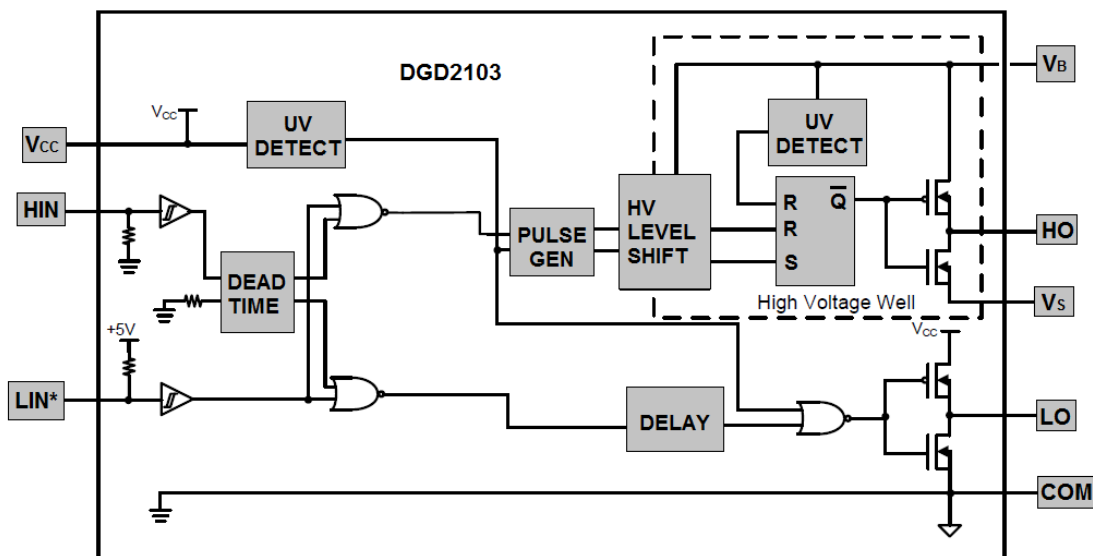 DGD2103
VB
VCC
VCC
UV
DETECT
UV
DETECT
HIN
HV
LEVEL
SHIFT
R
R
S
Q
PULSE
GEN
HO
DEAD
TIME
High Voltage Well
VS
+5V
VCC
LIN*
DELAY
LO
COM